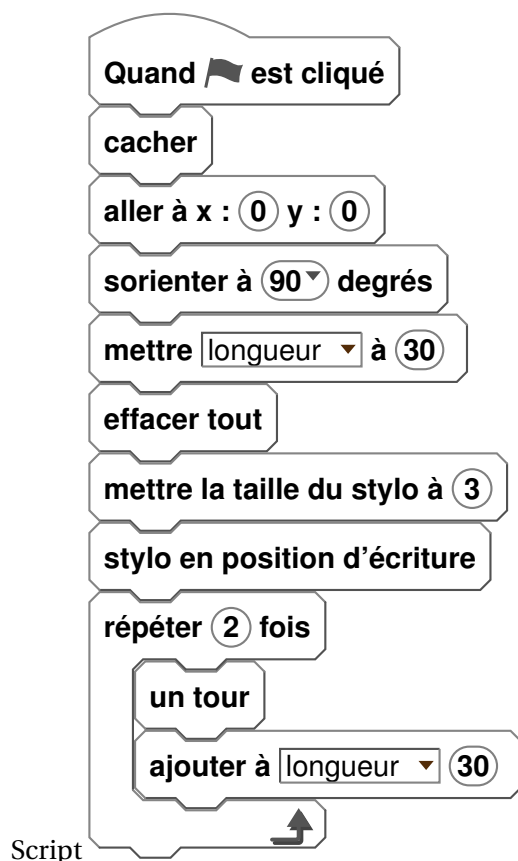 Quand est cliqué
cacher
aller à x : 0 y : 0
sorienter à 90 degrés
mettre longueur à 30
effacer tout
mettre la taille du stylo à 3
stylo en position d'écriture
répéter 2 fois
un tour
ajouter à longueur 30
Script